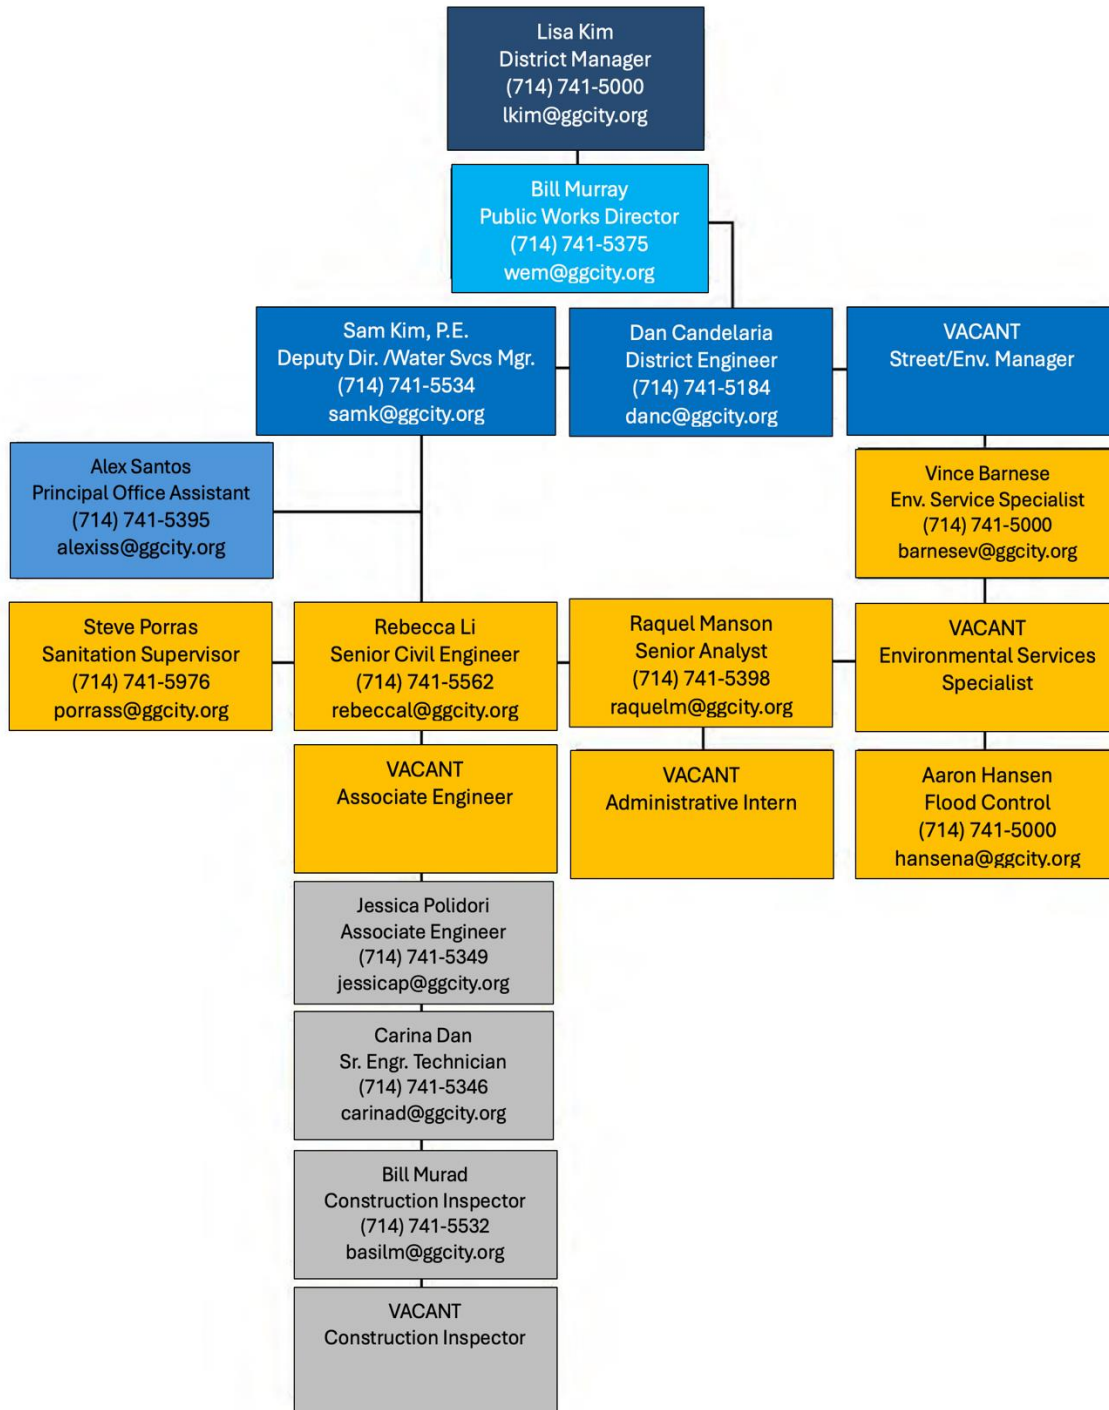 Lisa Kim
District Manager
(714) 741-5000
lkim@ggcity.org
Bill Murray
Public Works Director
(714) 741-5375
wem@ggcity.org
Sam Kim, P.E.
Deputy Dir. /Water Svcs Mgr.
(714) 741-5534
samk@ggcity.org
Dan Candelaria
District Engineer
(714) 741-5184
danc@ggcity.org
VACANT
Street/Env. Manager
Alex Santos
Principal Office Assistant
(714) 741-5395
alexiss@ggcity.org
Vince Barnese
Env. Service Specialist
(714) 741-5000
barnesev@ggcity.org
Steve Porras
Sanitation Supervisor
(714) 741-5976
porrass@ggcity.org
Rebecca Li
Senior Civil Engineer
(714) 741-5562
rebeccal@ggcity.org
Raquel Manson
Senior Analyst
(714) 741-5398
raquelm@ggcity.org
VACANT
Environmental Services
Specialist
VACANT
Associate Engineer
VACANT
Administrative Intern
Aaron Hansen
Flood Control
(714) 741-5000
hansena@ggcity.org
Jessica Polidori
Associate Engineer
(714) 741-5349
jessicap@ggcity.org
Carina Dan
Sr. Engr. Technician
(714) 741-5346
carinad@ggcity.org
Bill Murad
Construction Inspector
(714) 741-5532
basilm@ggcity.org
VACANT
Construction Inspector